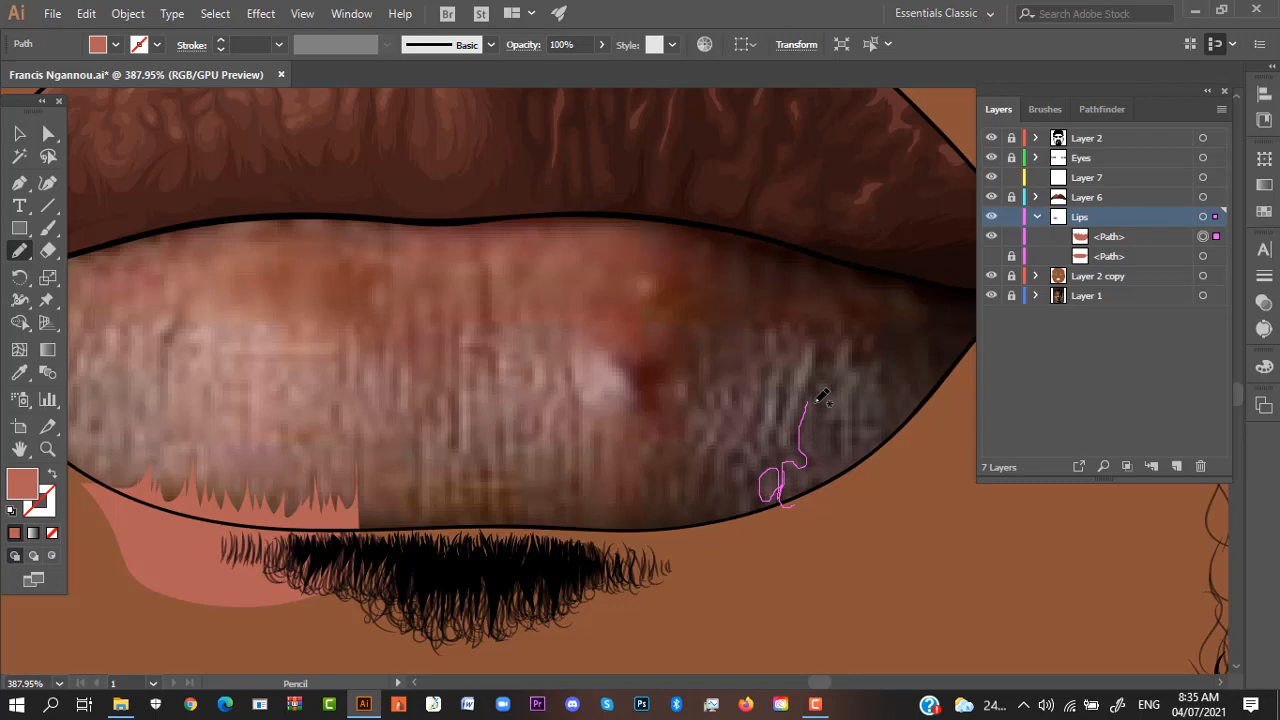 Ai File Edit Object Type Select Effect View Window Help Br St Essentials Classic Search Adobe Stock
Path Stroke: Basic Opacity: 100% Style: Transform
Francis Ngannou.ai* @ 387.95% (RGB/GPU Preview)
Layers Brushes Pathfinder
Layer 2
Eyes
Layer 7
Layer 6
Lips
<Path>
<Path>
Layer 2 copy
Layer 1
7 Layers
387.95% 1 Pencil
24... ENG 8:35 AM
04/07/2021